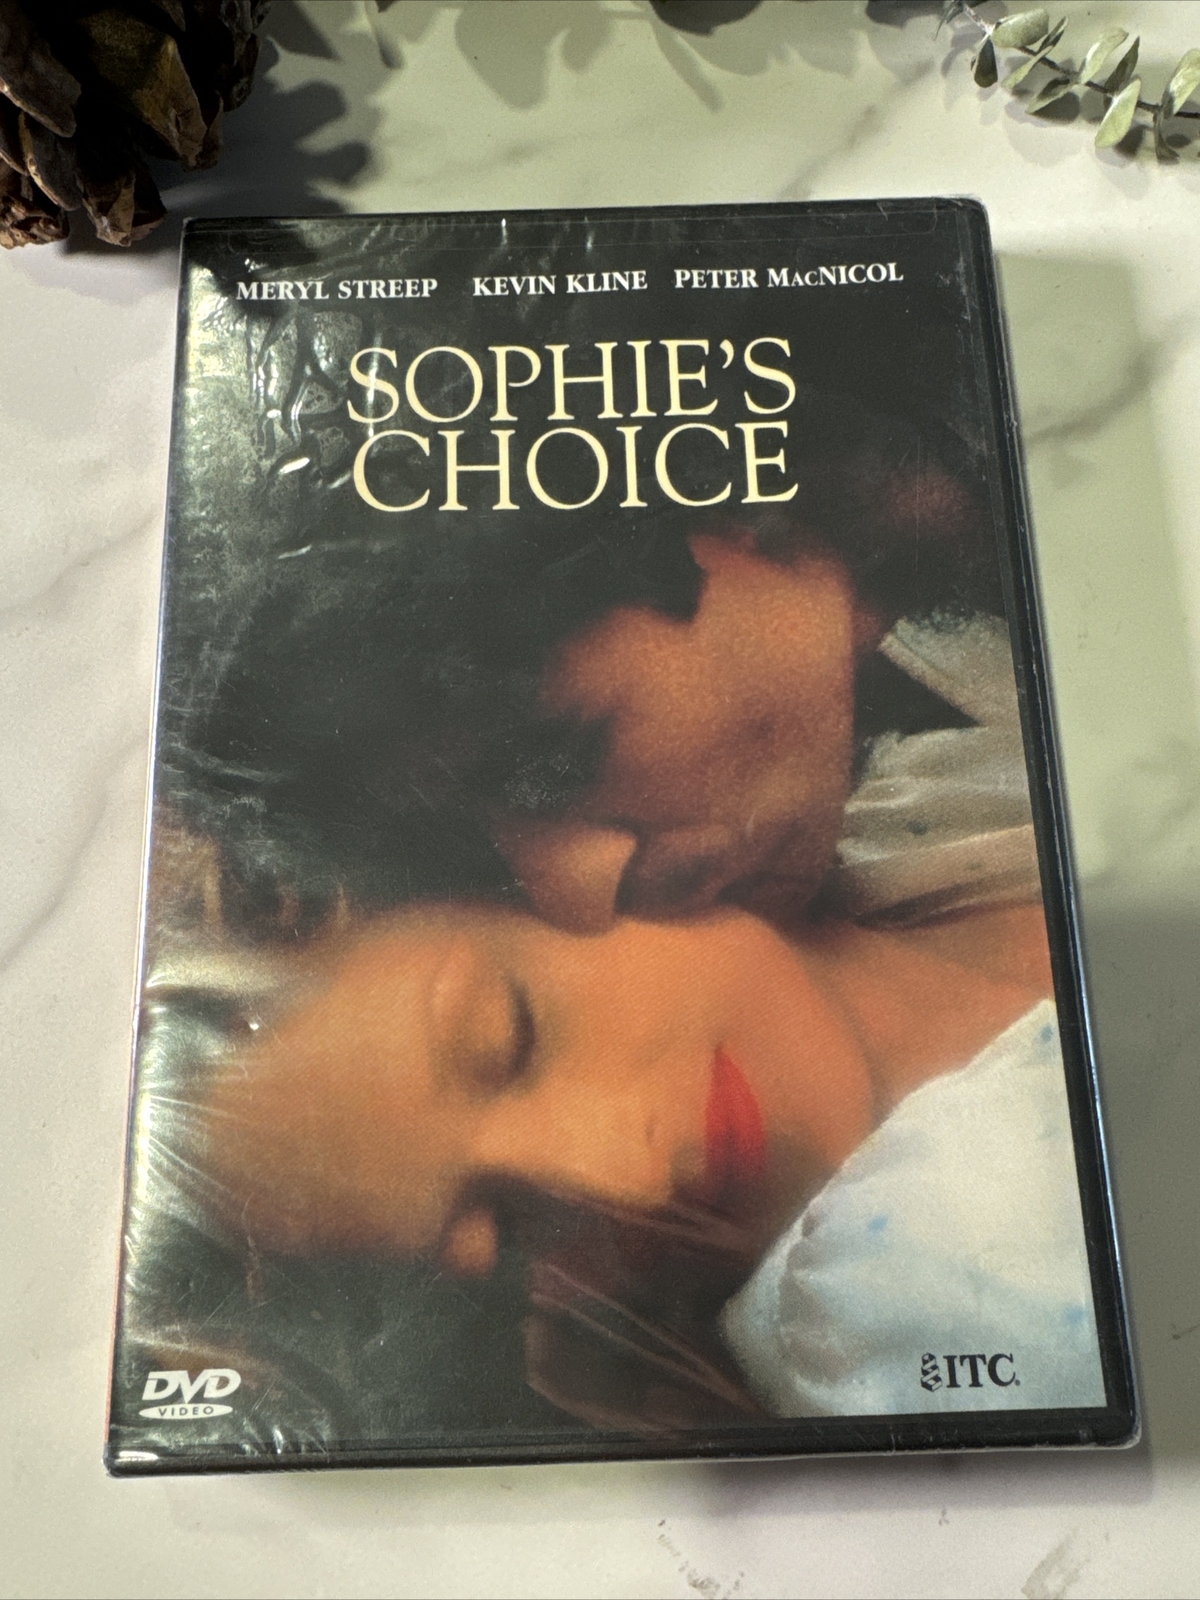 MERYL STREEP KEVIN KLINE PETER MACNICOL
SOPHIE'S
CHOICE
DVD
VIDEO
ITC